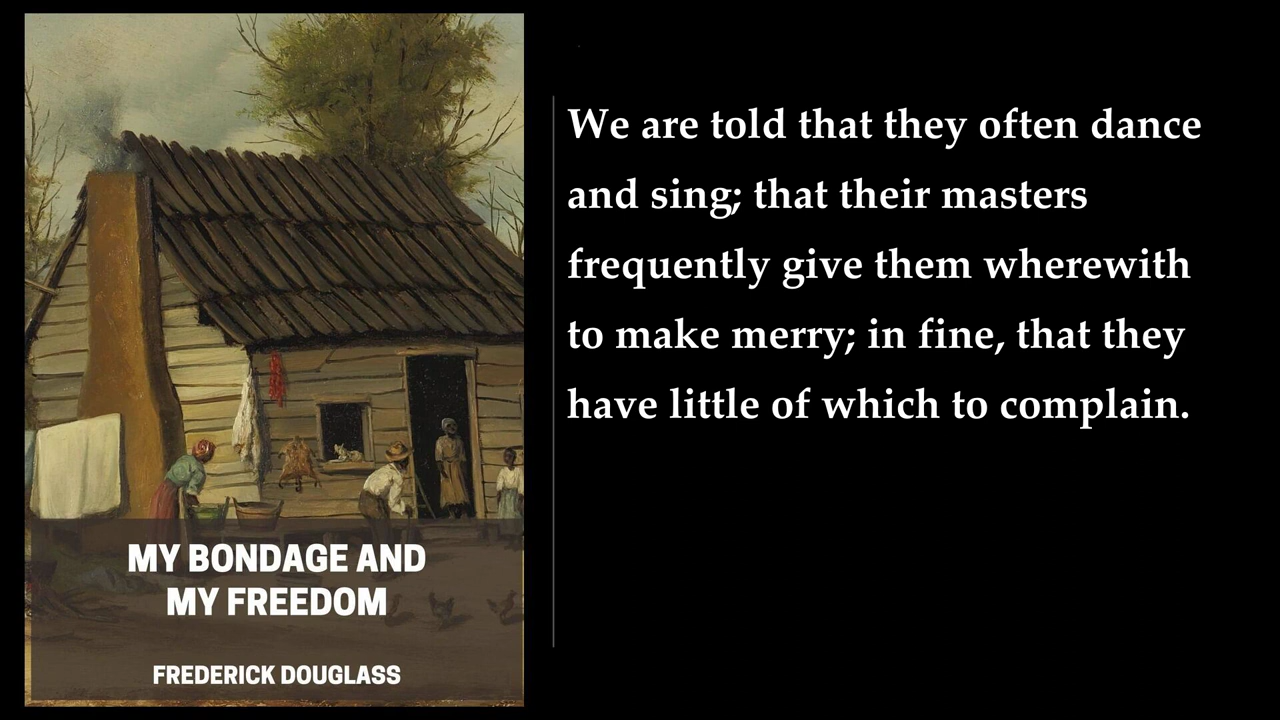 MY BONDAGE AND
MY FREEDOM
FREDERICK DOUGLASS
We are told that they often dance
and sing; that their masters
frequently give them wherewith
to make merry; in fine, that they
have little of which to complain.